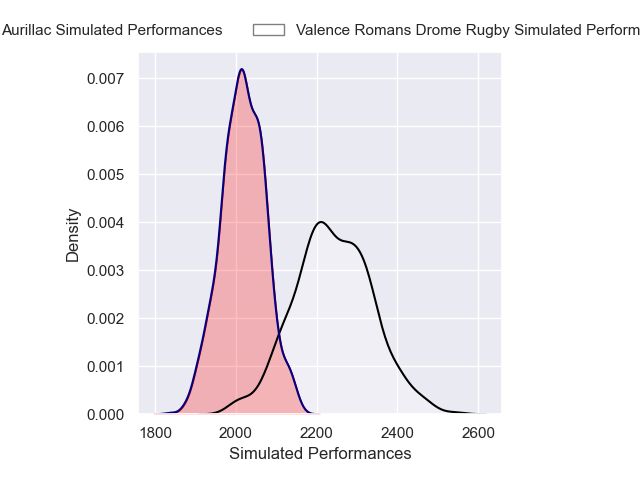 Aurillac Simulated Performances
Valence Romans Drome Rugby Simulated Perform
0.007
0.006
0.005
0.004
0.003
0.002
0.001
0.000
Density
1800 2000 2200 2400 2600
Simulated Performances